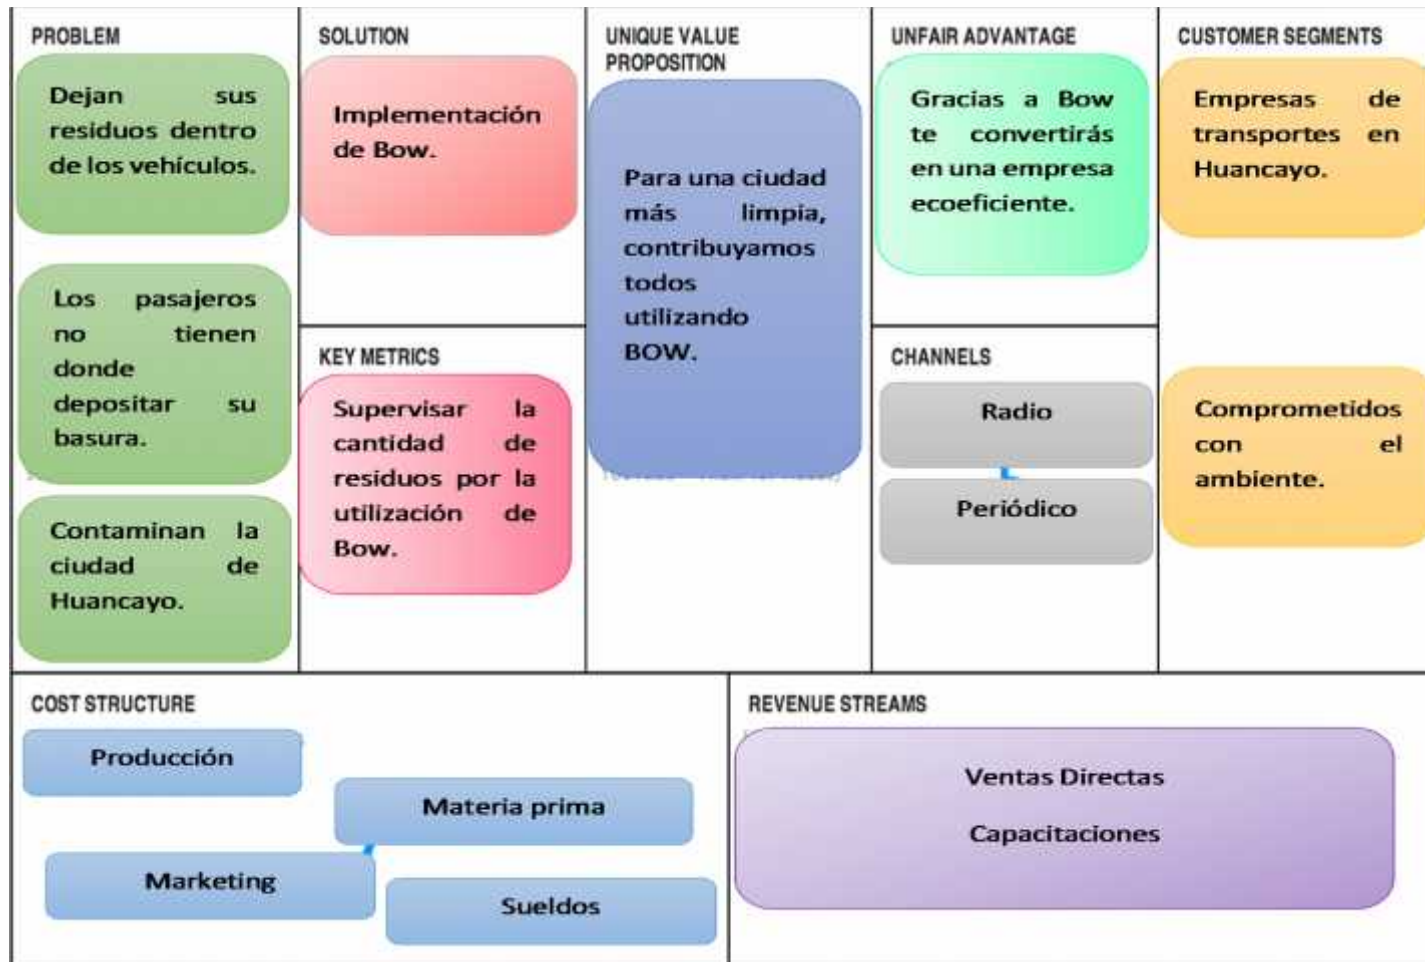 PROBLEM
Dejan sus
residuos dentro
de los vehículos.
Los pasajeros
no tienen
donde
depositar su
basura.
Contaminan la
ciudad de
Huancayo.
SOLUTION
Implementación
de Bow.
KEY METRICS
Supervisar la
cantidad de
residuos por la
utilización de
Bow.
UNIQUE VALUE
PROPOSITION
Para una ciudad
más limpia,
contribuyamos
todos
utilizando
BOW.
UNFAIR ADVANTAGE
Gracias a Bow
te convertirás
en una empresa
ecoeficiente.
CHANNELS
Radio
Periódico
CUSTOMER SEGMENTS
Empresas de
transportes en
Huancayo.
Comprometidos
con el
ambiente.
COST STRUCTURE
Producción
Materia prima
Marketing
Sueldos
REVENUE STREAMS
Ventas Directas
Capacitaciones